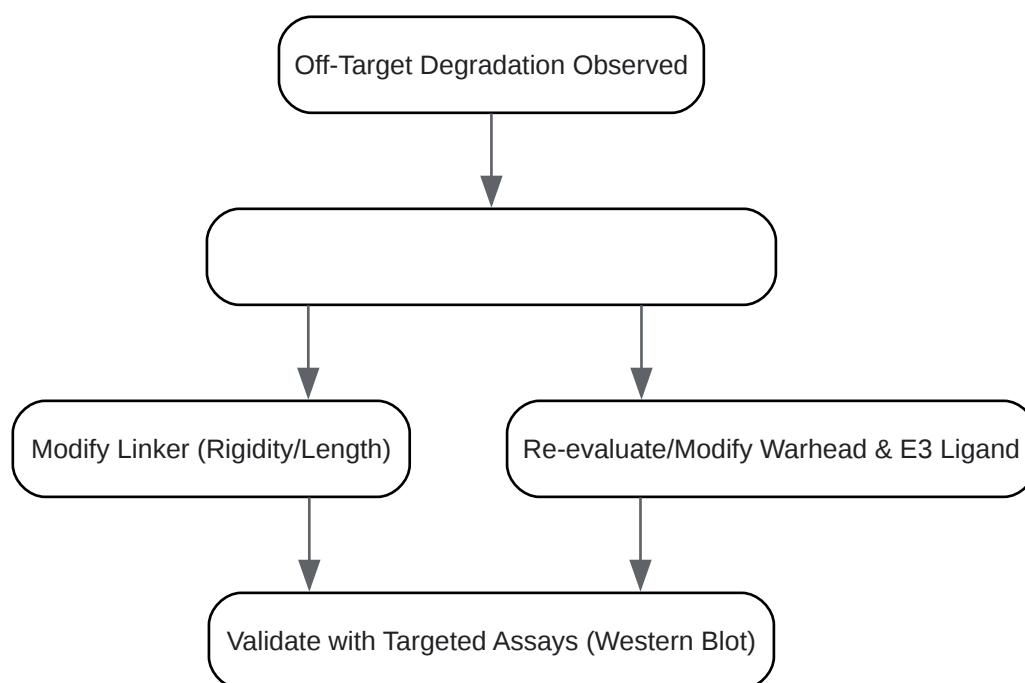 Off-Target Degradation Observed
Modify Linker (Rigidity/Length)
Re-evaluate/Modify Warhead & E3 Ligand
Validate with Targeted Assays (Western Blot)